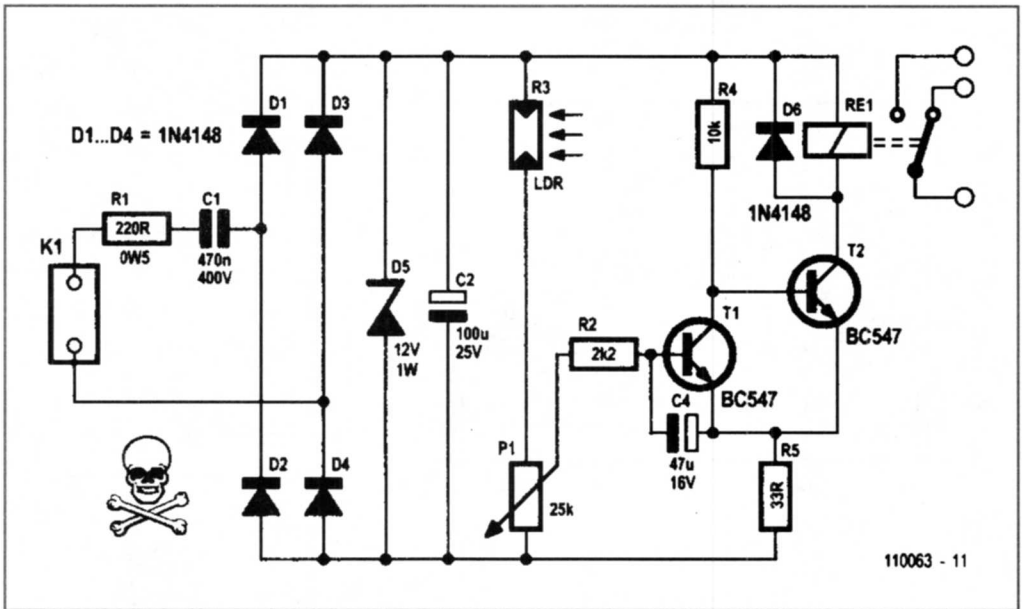 D1...D4 = 1N4148
D1
D3
R1
220R
0W5
C1
470n
400V
K1
D5
12V
1W
C2
100u
25V
R3
LDR
R4
10k
D6
1N4148
RE1
T2
BC547
T1
BC547
R2
2k2
C4
47u
16V
D2
D4
P1
25k
R5
33R
110063 - 11